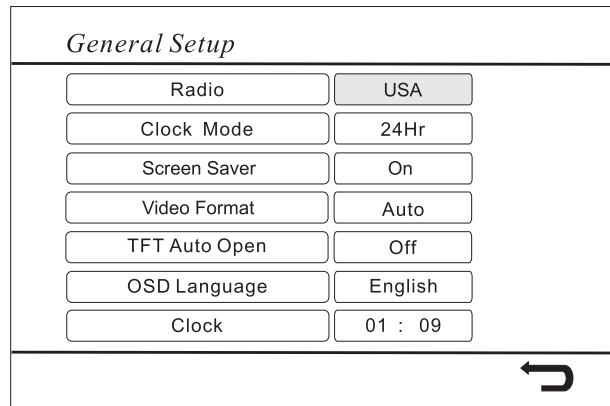 General Setup
Radio USA
Clock Mode 24Hr
Screen Saver On
Video Format Auto
TFT Auto Open Off
OSD Language English
Clock 01 : 09